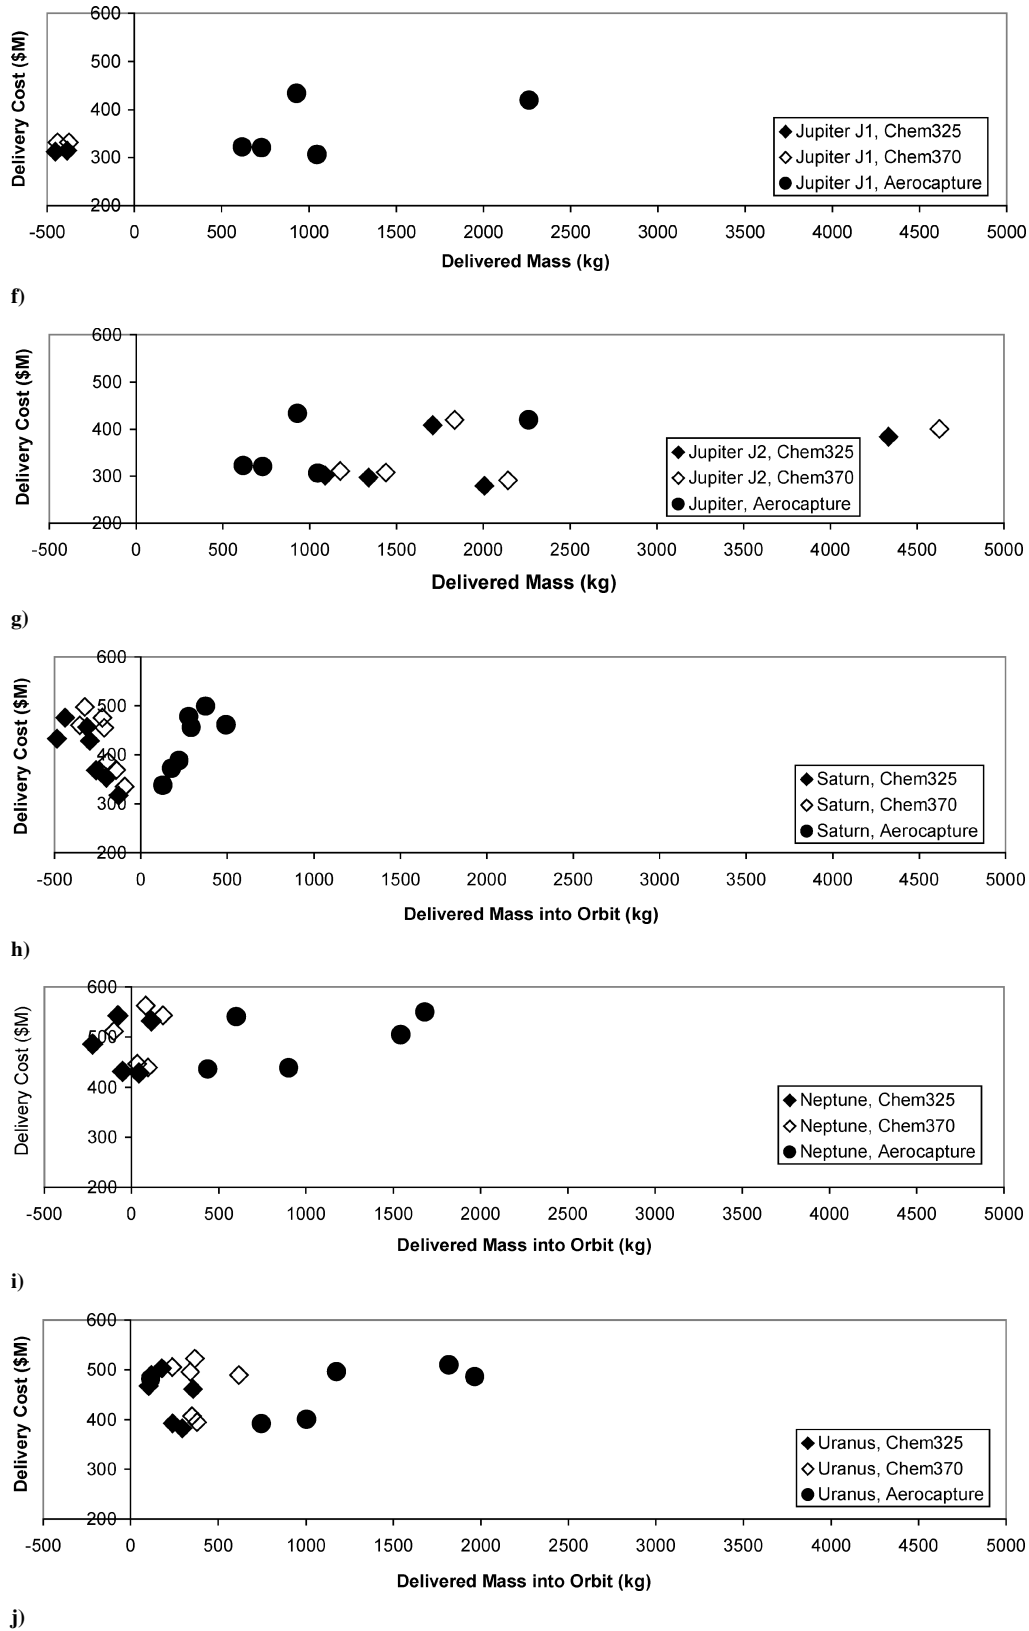 600
500
400
300
200
Delivery Cost ($M)
Jupiter J1, Chem325
Jupiter J1, Chem370
Jupiter J1, Aerocapture
-500 0 500 1000 1500 2000 2500 3000 3500 4000 4500 5000
Delivered Mass (kg)
f)
600
500
400
300
200
Delivery Cost ($M)
Jupiter J2, Chem325
Jupiter J2, Chem370
Jupiter, Aerocapture
-500 0 500 1000 1500 2000 2500 3000 3500 4000 4500 5000
Delivered Mass (kg)
g)
600
500
400
300
200
Delivery Cost ($M)
Saturn, Chem325
Saturn, Chem370
Saturn, Aerocapture
-500 0 500 1000 1500 2000 2500 3000 3500 4000 4500 5000
Delivered Mass into Orbit (kg)
h)
600
500
400
300
200
Delivery Cost ($M)
Neptune, Chem325
Neptune, Chem370
Neptune, Aerocapture
-500 0 500 1000 1500 2000 2500 3000 3500 4000 4500 5000
Delivered Mass into Orbit (kg)
i)
600
500
400
300
200
Delivery Cost ($M)
Uranus, Chem325
Uranus, Chem370
Uranus, Aerocapture
-500 0 500 1000 1500 2000 2500 3000 3500 4000 4500 5000
Delivered Mass into Orbit (kg)
j)